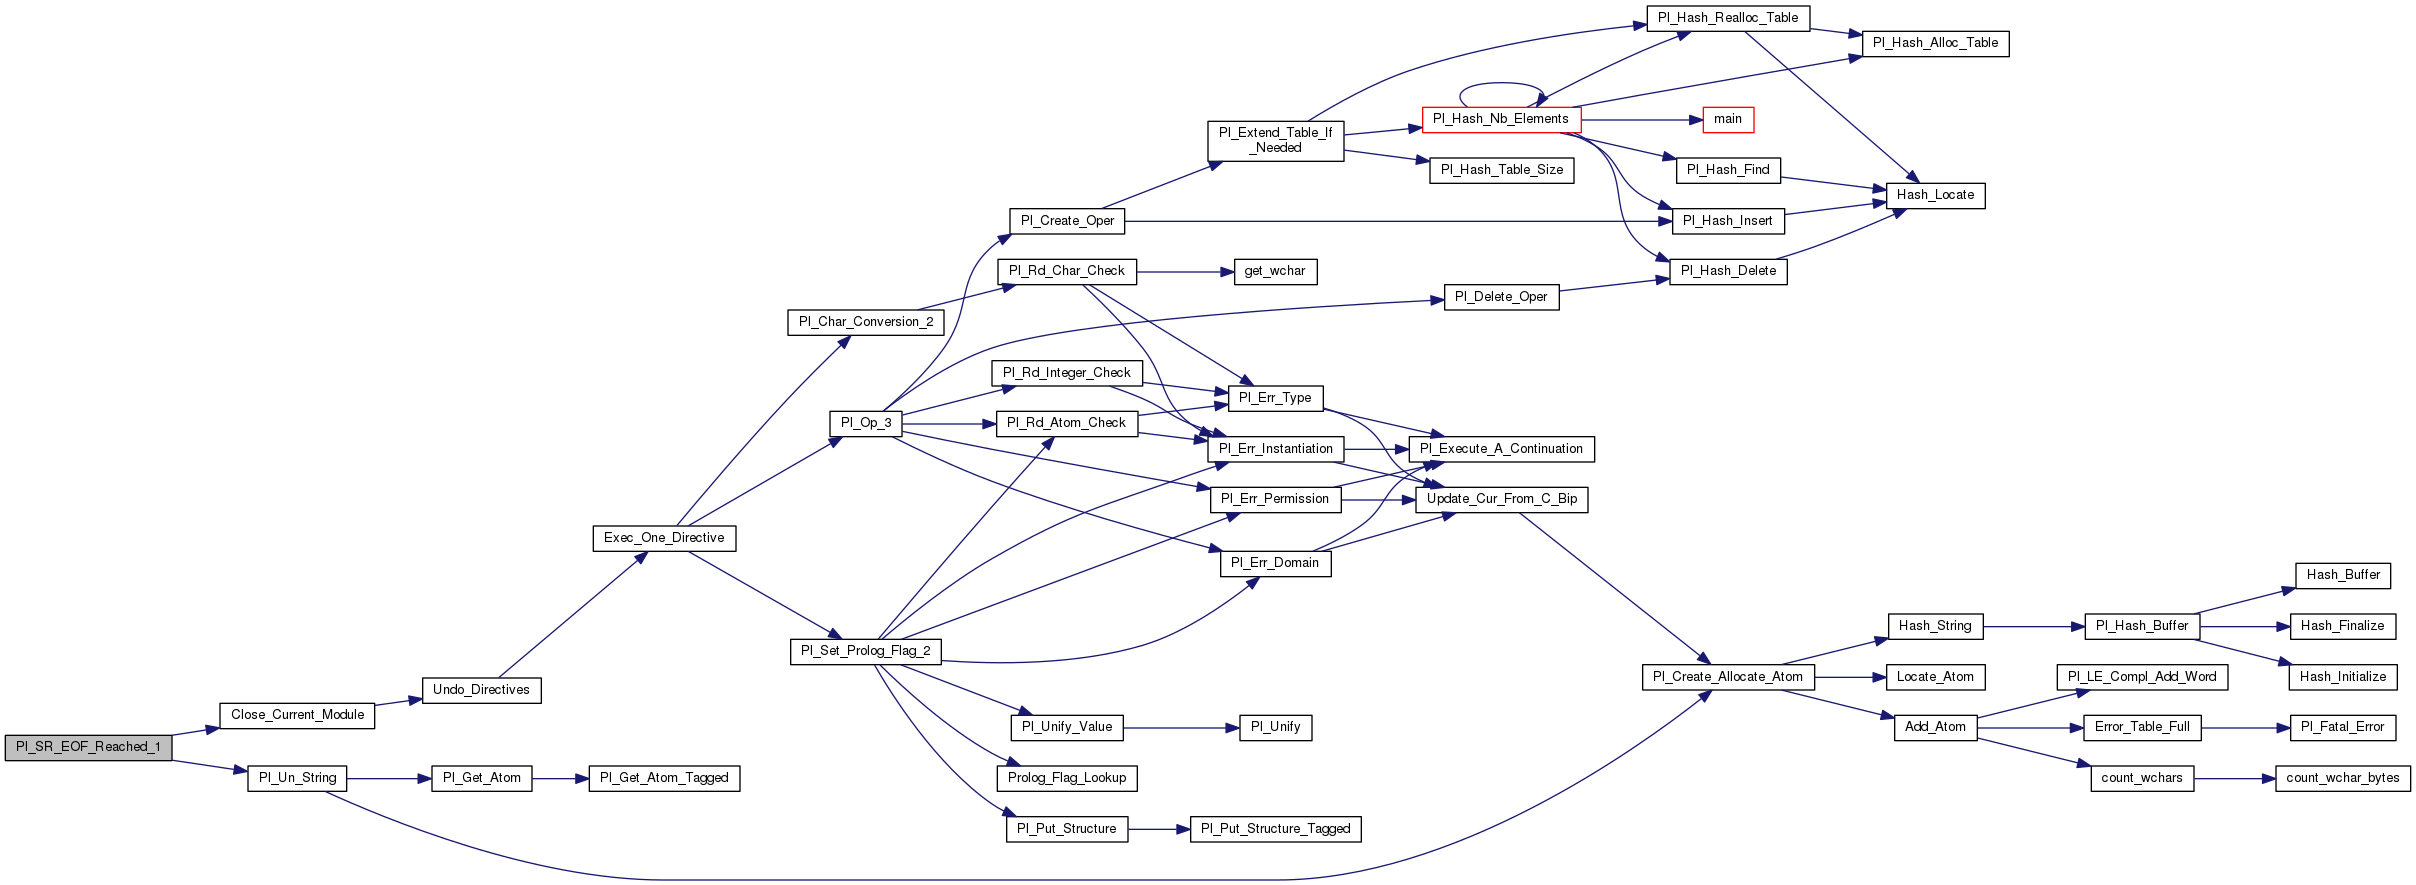 Pl_Hash_Realloc_Table
Pl_Hash_Alloc_Table
Pl_Hash_Nb_Elements
main
Pl_Extend_Table_If
_Needed
Pl_Hash_Table_Size
Pl_Hash_Find
Hash_Locate
Pl_Create_Oper
Pl_Hash_Insert
Pl_Rd_Char_Check
get_wchar
Pl_Hash_Delete
Pl_Delete_Oper
Pl_Char_Conversion_2
Pl_Rd_Integer_Check
Pl_Err_Type
Pl_Op_3
Pl_Rd_Atom_Check
Pl_Err_Instantiation
Pl_Execute_A_Continuation
Pl_Err_Permission
Update_Cur_From_C_Bip
Exec_One_Directive
Pl_Err_Domain
Hash_Buffer
Hash_String
Pl_Hash_Buffer
Hash_Finalize
Pl_Set_Prolog_Flag_2
Pl_Create_Allocate_Atom
Locate_Atom
Pl_LE_Compl_Add_Word
Hash_Initialize
Undo_Directives
Close_Current_Module
Pl_Unify_Value
Pl_Unify
Add_Atom
Error_Table_Full
Pl_Fatal_Error
Pl_SR_EOF_Reached_1
Pl_Un_String
Pl_Get_Atom
Pl_Get_Atom_Tagged
Prolog_Flag_Lookup
count_wchars
count_wchar_bytes
Pl_Put_Structure
Pl_Put_Structure_Tagged